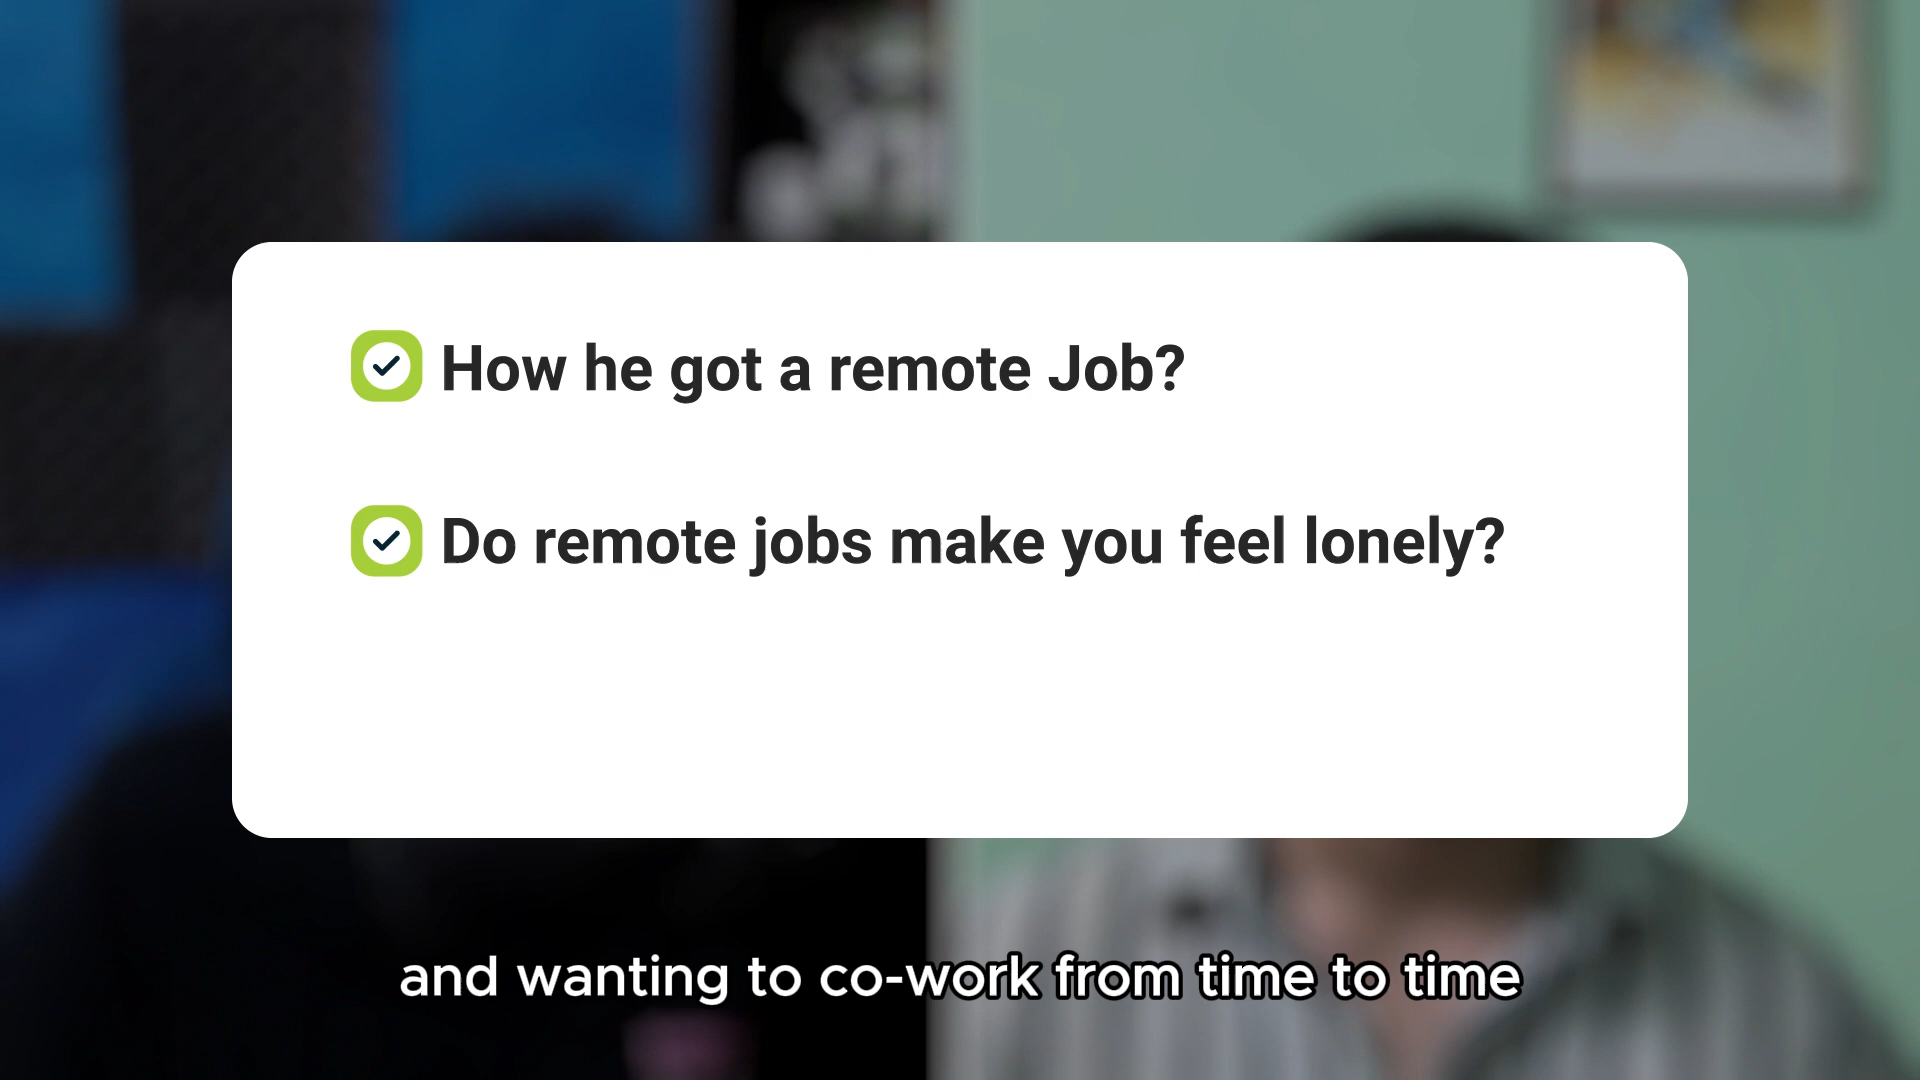 How he got a remote Job?
Do remote jobs make you feel lonely?
and wanting to co-work from time to time